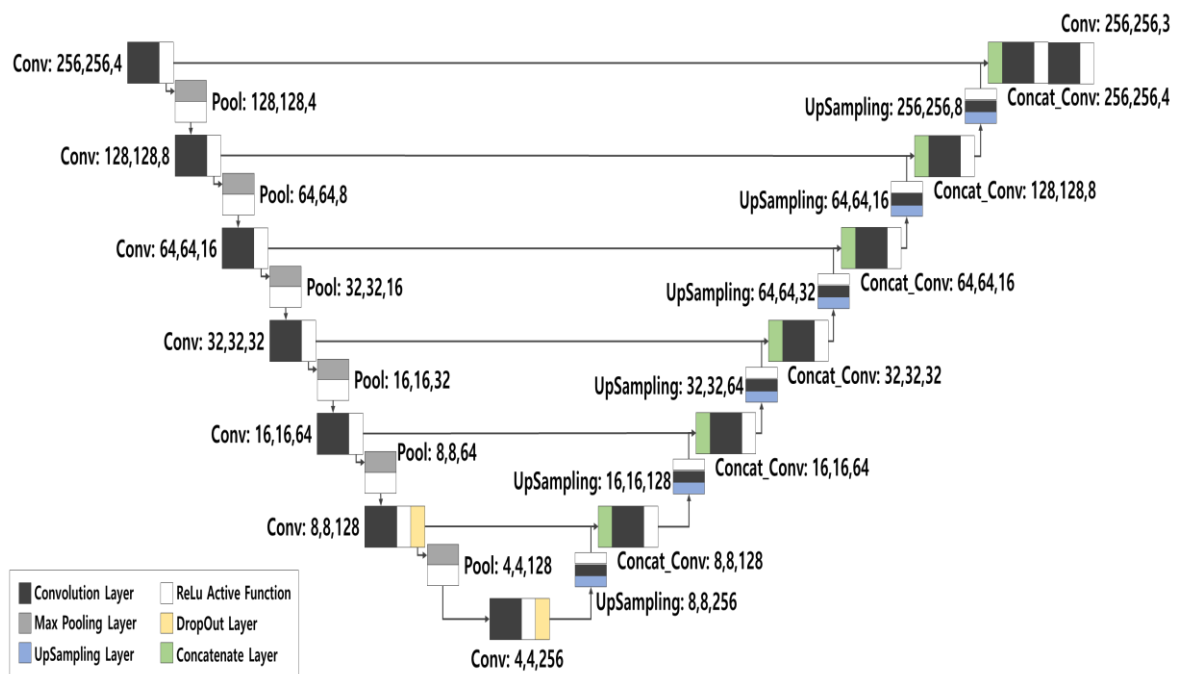 Conv: 256,256,3
Conv: 256,256,4
Pool: 128,128,4
UpSampling: 256,256,8
Concat_Conv: 256,256,4
Conv: 128,128,8
Pool: 64,64,8
UpSampling: 64,64,16
Concat_Conv: 128,128,8
Conv: 64,64,16
Pool: 32,32,16
UpSampling: 64,64,32
Concat_Conv: 64,64,16
Conv: 32,32,32
Pool: 16,16,32
UpSampling: 32,32,64
Concat_Conv: 32,32,32
Conv: 16,16,64
Pool: 8,8,64
UpSampling: 16,16,128
Concat_Conv: 16,16,64
Conv: 8,8,128
Pool: 4,4,128
Concat_Conv: 8,8,128
UpSampling: 8,8,256
Conv: 4,4,256
Convolution Layer
ReLu Active Function
Max Pooling Layer
DropOut Layer
UpSampling Layer
Concatenate Layer